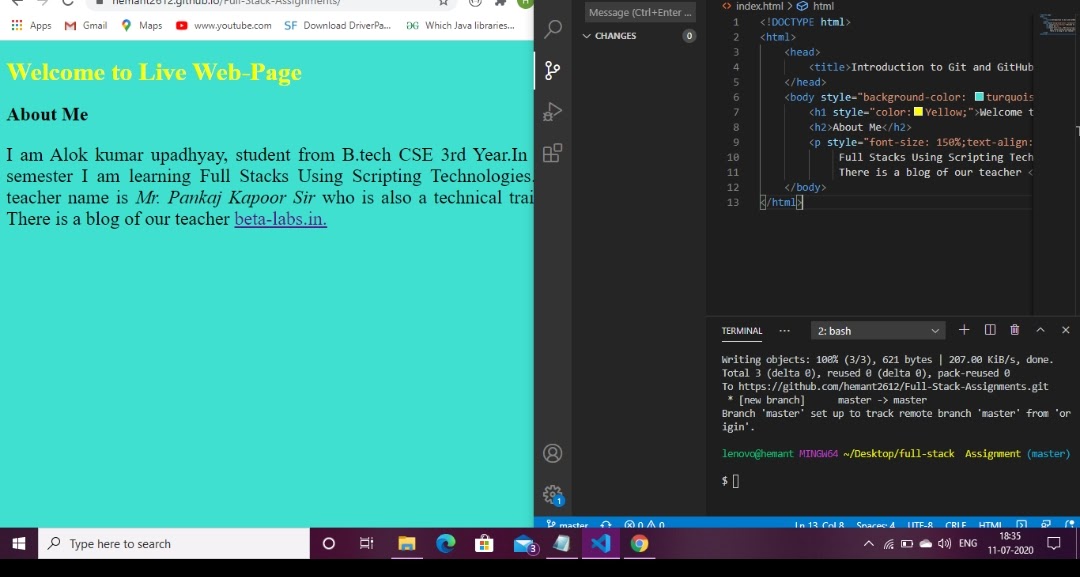 hemant2612.github.io/Full-Stack-Assignments/
Apps Gmail Maps www.youtube.com SF Download DriverPa... Which Java libraries...
Welcome to Live Web-Page
About Me
I am Alok kumar upadhyay, student from B.tech CSE 3rd Year.In
semester I am learning Full Stacks Using Scripting Technologies.
teacher name is Mr. Pankaj Kapoor Sir who is also a technical trai
There is a blog of our teacher beta-labs.in.
Message (Ctrl+Enter ...
CHANGES 0
index.html > html
1 <!DOCTYPE html>
2 <html>
3 <head>
4 <title>Introduction to Git and GitHub
5 </head>
6 <body style="background-color: turquois
7 <h1 style="color: Yellow;">Welcome t
8 <h2>About Me</h2>
9 <p style="font-size: 150%;text-align:
10 Full Stacks Using Scripting Tech
11 There is a blog of our teacher <
12 </body>
13 </html>
TERMINAL ... 2: bash
Writing objects: 100% (3/3), 621 bytes | 207.00 KiB/s, done.
Total 3 (delta 0), reused 0 (delta 0), pack-reused 0
To https://github.com/hemant2612/Full-Stack-Assignments.git
* [new branch] master -> master
Branch 'master' set up to track remote branch 'master' from 'or
igin'.
lenovo@hemant MINGW64 ~/Desktop/full-stack Assignment (master)
$
1
master 0 0 Ln 13, Col 8 Spaces: 4 UTF-8 CRLF HTML
Type here to search
3
ENG
18:35
11-07-2020